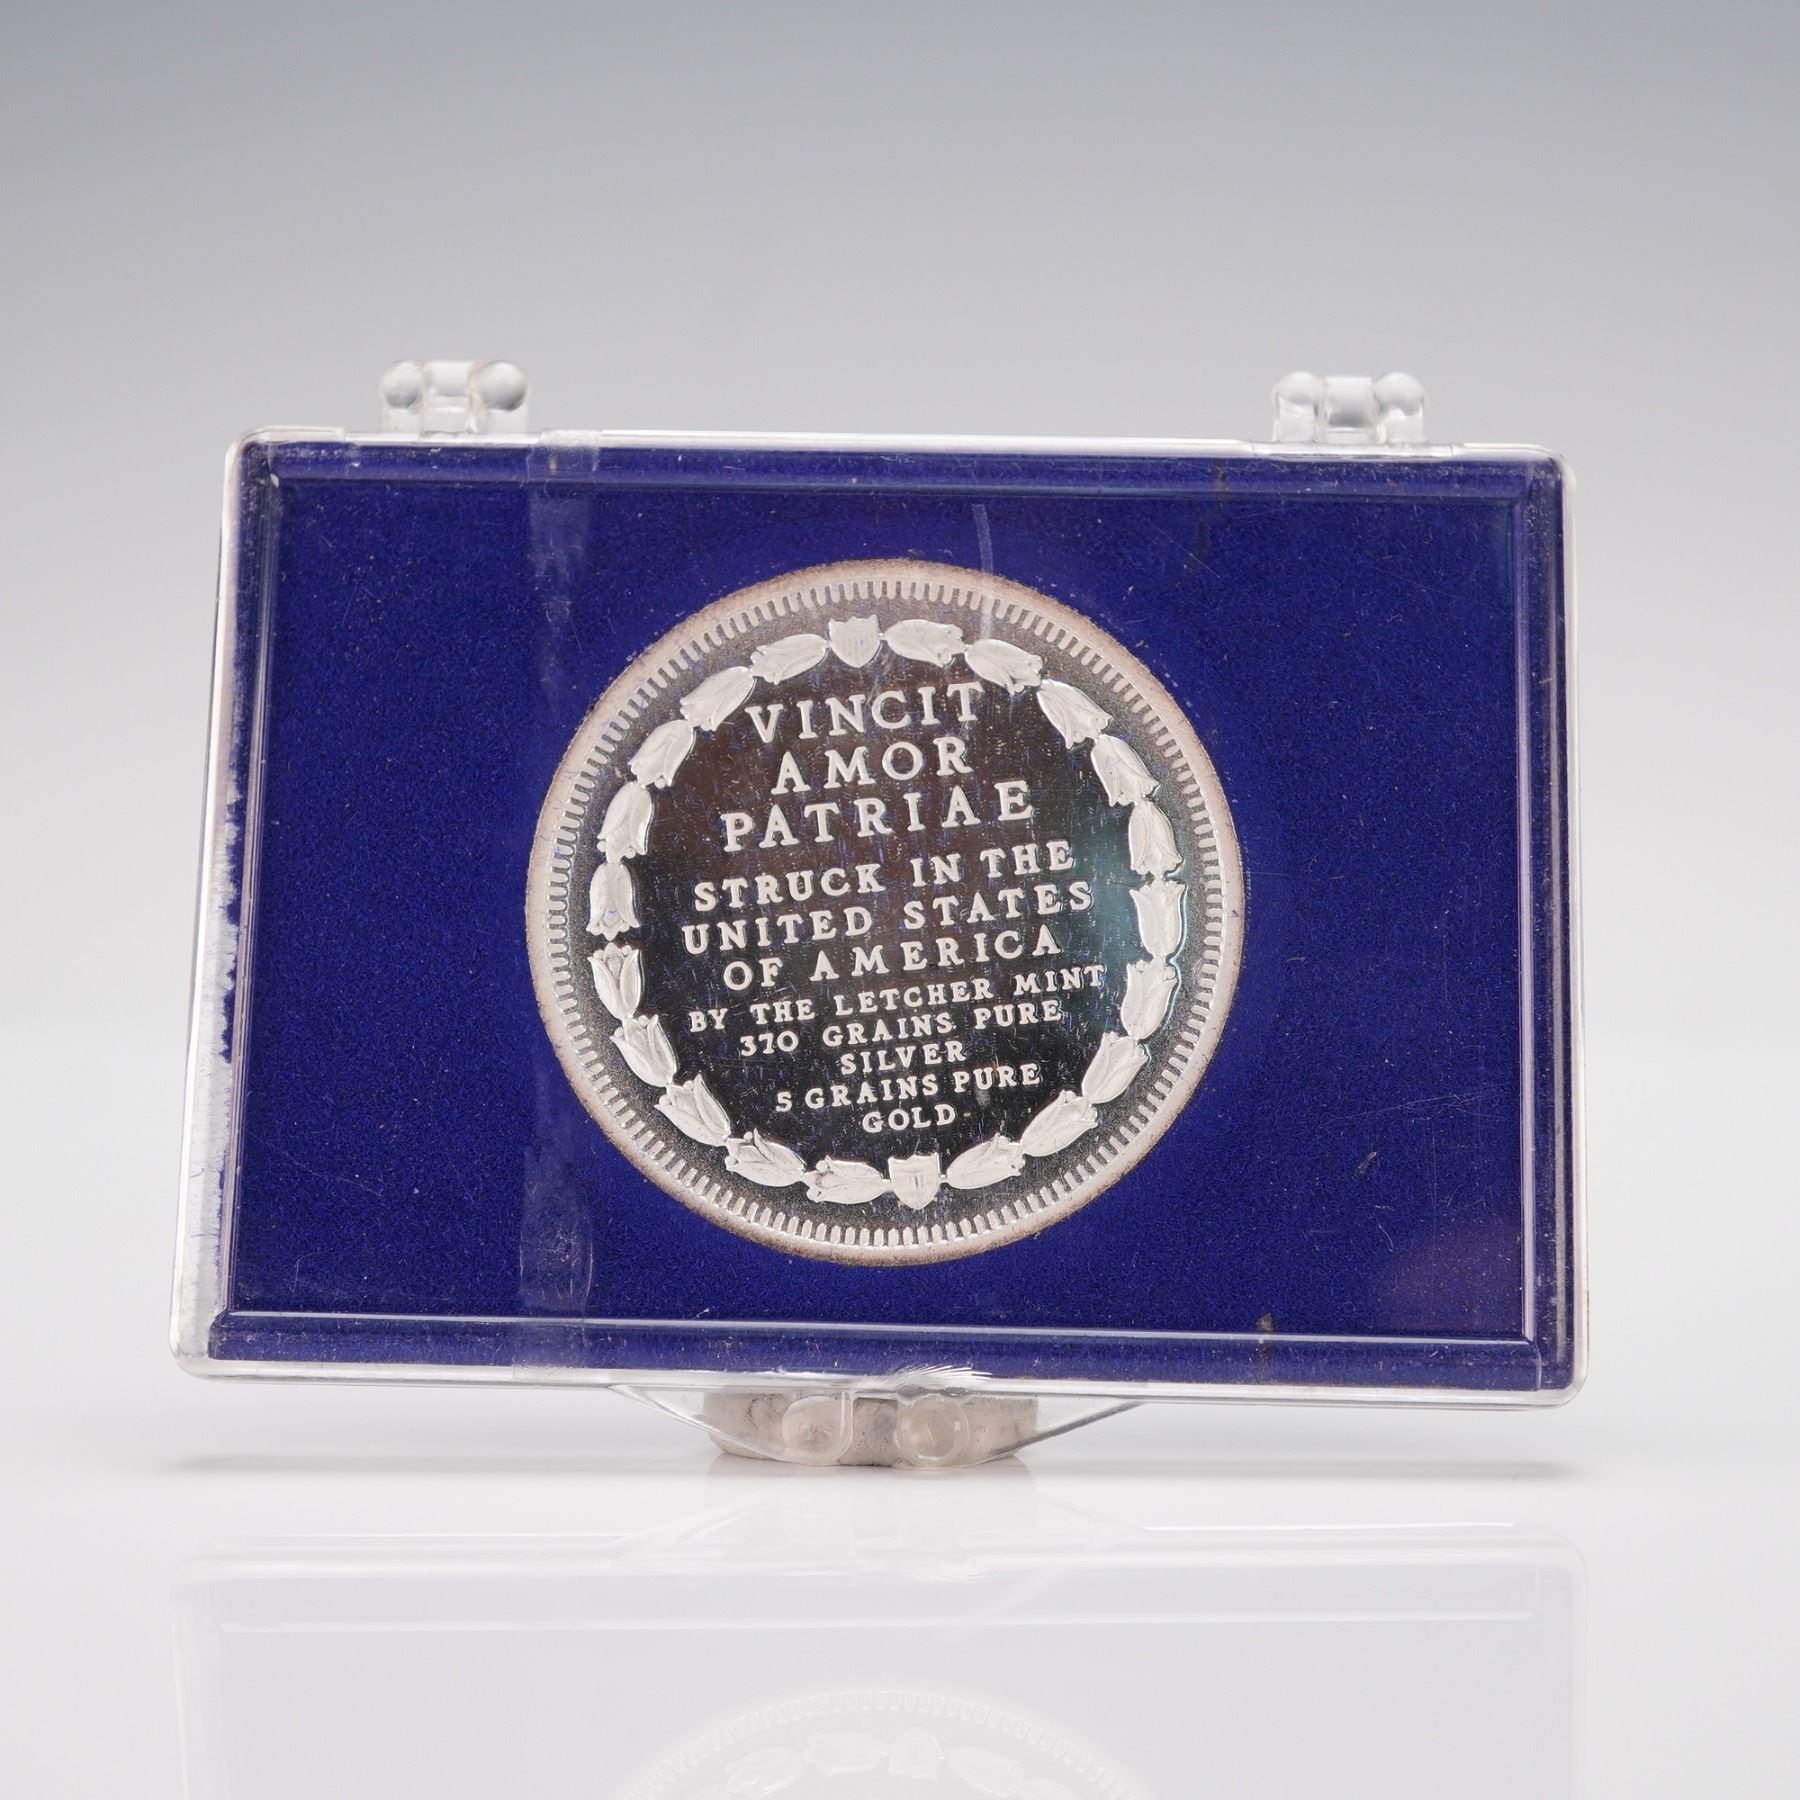 VINCIT
AMOR
PATRIAE
STRUCK IN THE
UNITED STATES
OF AMERICA
BY THE LETCHER MINT
370 GRAINS PURE
SILVER
5 GRAINS PURE
GOLD